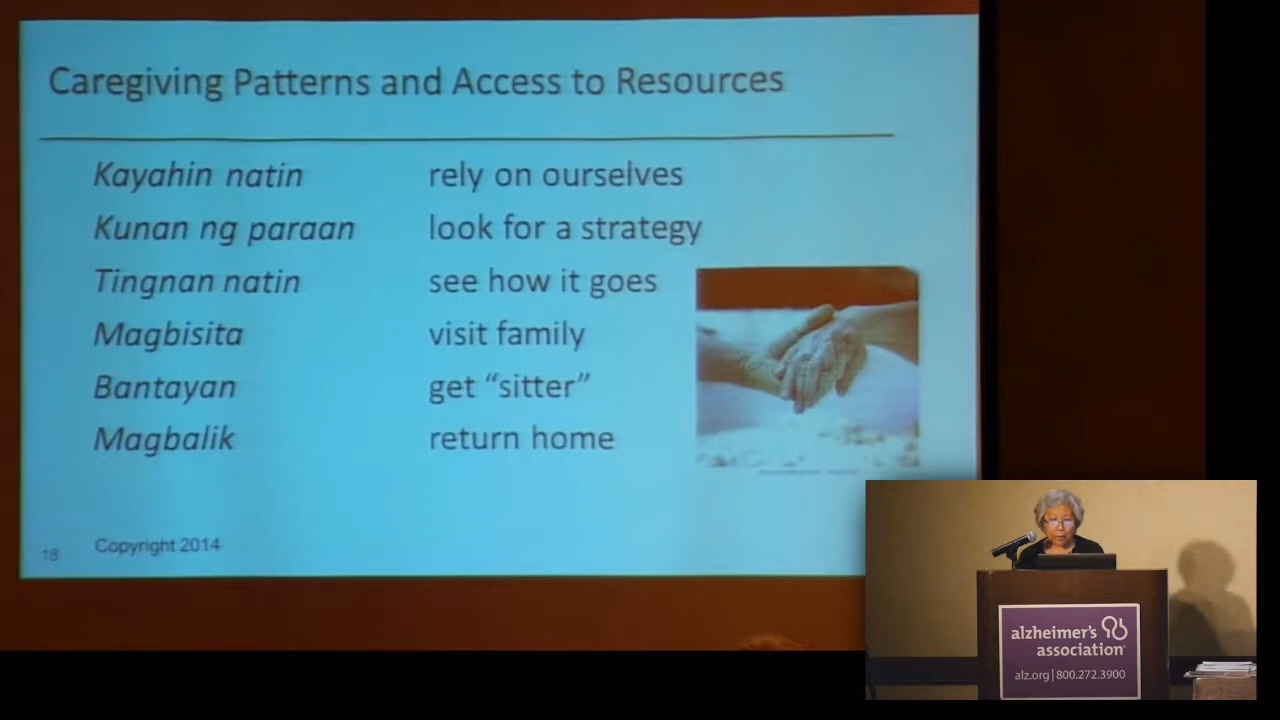 Caregiving Patterns and Access to Resources
Kayahin natin rely on ourselves
Kunan ng paraan look for a strategy
Tingnan natin see how it goes
Magbisita visit family
Bantayan get “sitter”
Magbalik return home
18 Copyright 2014
alzheimer's
association
alz.org | 800.272.3900